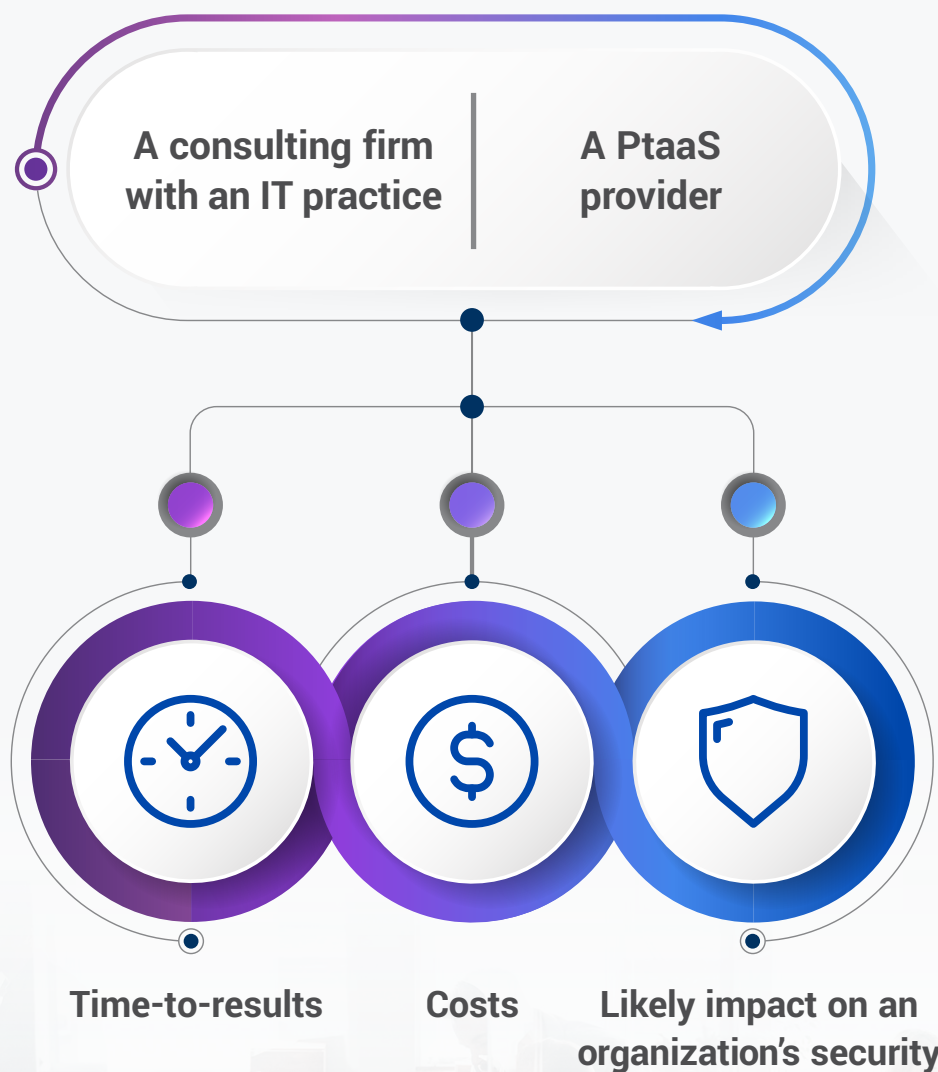 A consulting firm
with an IT practice
A PtaaS
provider
Time-to-results
Costs
Likely impact on an
organization's security